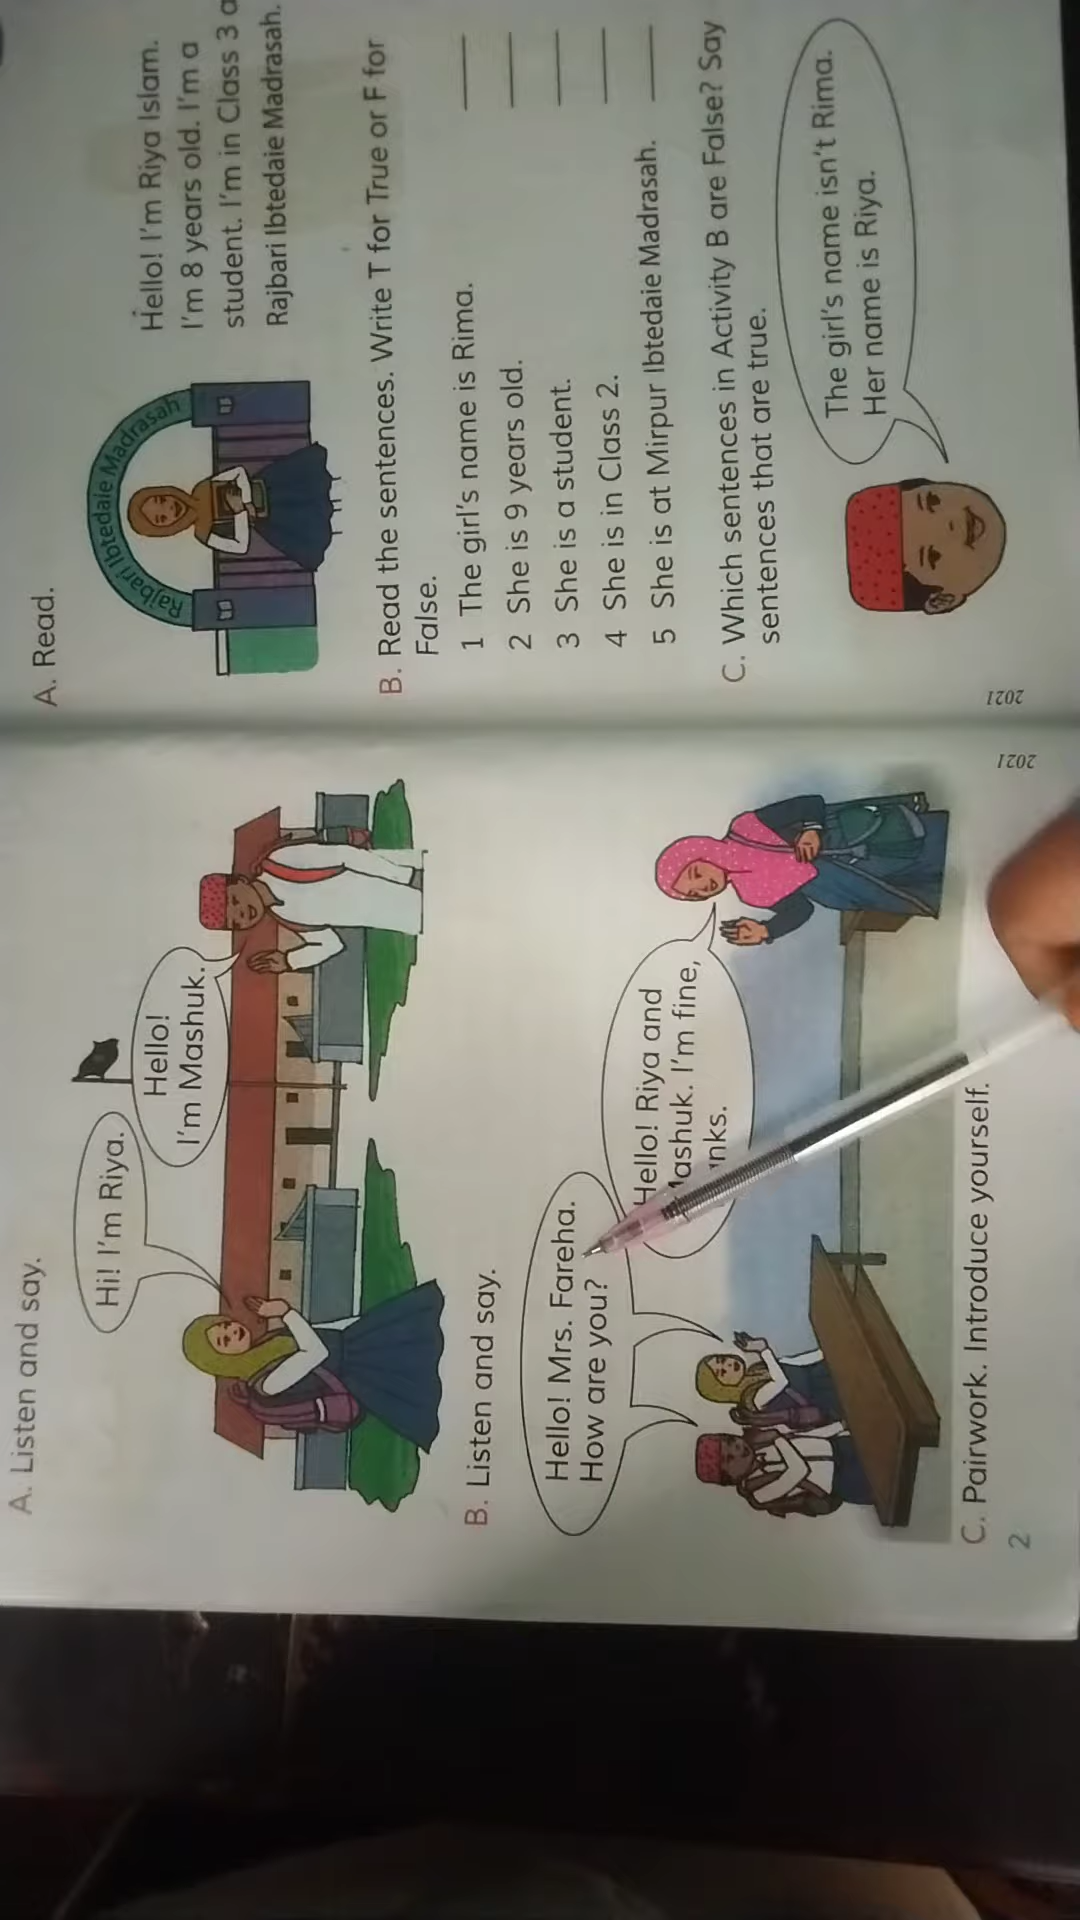 A. Listen and say.
Hi! I'm Riya.
Hello!
I'm Mashuk.
B. Listen and say.
Hello! Mrs. Fareha.
How are you?
Hello! Riya and
Mashuk. I'm fine,
C. Pairwork. Introduce yourself.
2
2021
A. Read.
Rajbari Ibtedaie Madrasah
Hello! I'm Riya Islam.
I'm 8 years old. I'm a
student. I'm in Class 3 a
Rajbari Ibtedaie Madrasah.
B. Read the sentences. Write T for True or F for
False.
1 The girl's name is Rima.
2 She is 9 years old.
3 She is a student.
4 She is in Class 2.
5 She is at Mirpur Ibtedaie Madrasah.
C. Which sentences in Activity B are False? Say
sentences that are true.
The girl's name isn't Rima.
Her name is Riya.
2021